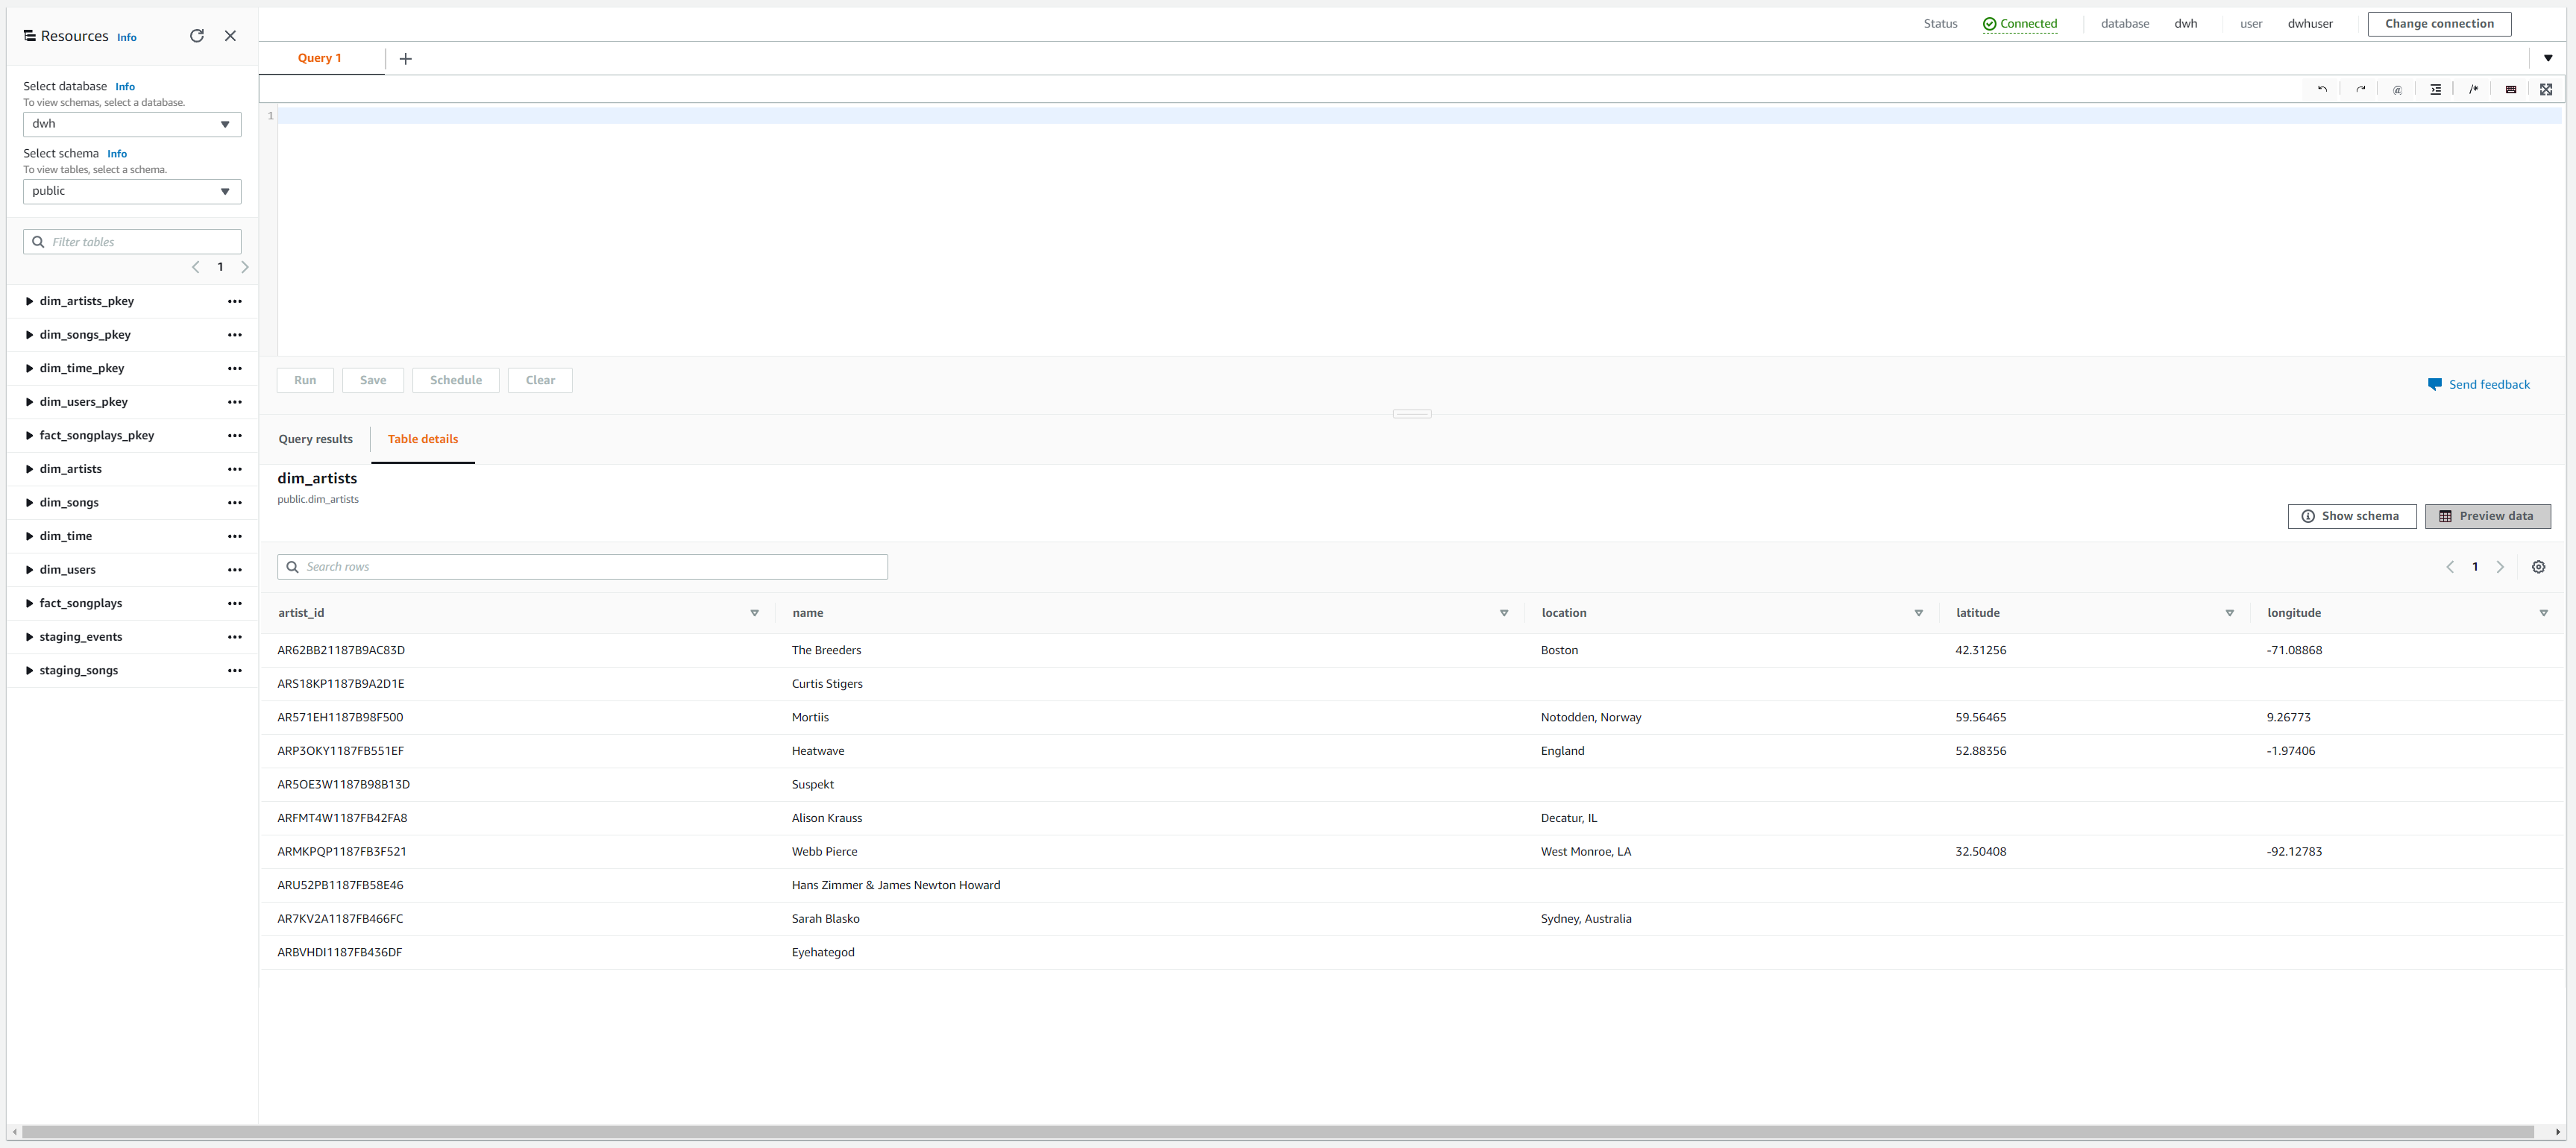 Resources Info
Status Connected database dwh user dwhuser Change connection
Query 1
Select database Info
To view schemas, select a database.
dwh
Select schema Info
To view tables, select a schema.
public
Filter tables
1
dim_artists_pkey
dim_songs_pkey
dim_time_pkey
dim_users_pkey
fact_songplays_pkey
dim_artists
dim_songs
dim_time
dim_users
fact_songplays
staging_events
staging_songs
@ /*
1
Run Save Schedule Clear
Send feedback
Query results Table details
dim_artists
public.dim_artists
Show schema Preview data
Search rows
1
artist_id name location latitude longitude
AR62BB21187B9AC83D The Breeders Boston 42.31256 -71.08868
ARS18KP1187B9A2D1E Curtis Stigers
AR571EH1187B98F500 Mortiis Notodden, Norway 59.56465 9.26773
ARP3OKY1187FB551EF Heatwave England 52.88356 -1.97406
AR5OE3W1187B98B13D Suspekt
ARFMT4W1187FB42FA8 Alison Krauss Decatur, IL
ARMKPQP1187FB3F521 Webb Pierce West Monroe, LA 32.50408 -92.12783
ARU52PB1187FB58E46 Hans Zimmer & James Newton Howard
AR7KV2A1187FB466FC Sarah Blasko Sydney, Australia
ARBVHDI1187FB436DF Eyehategod